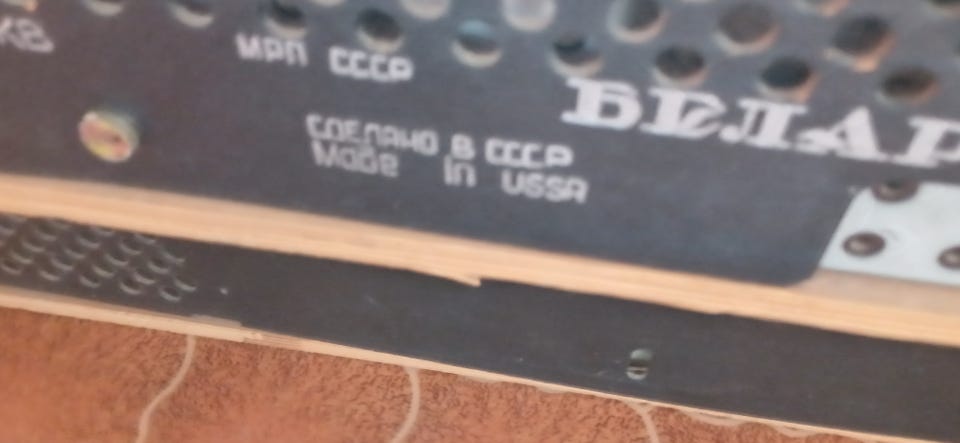 КВ
МРП СССР
СДЕЛАНО В СССР
Made in USSR
БЕЛАР